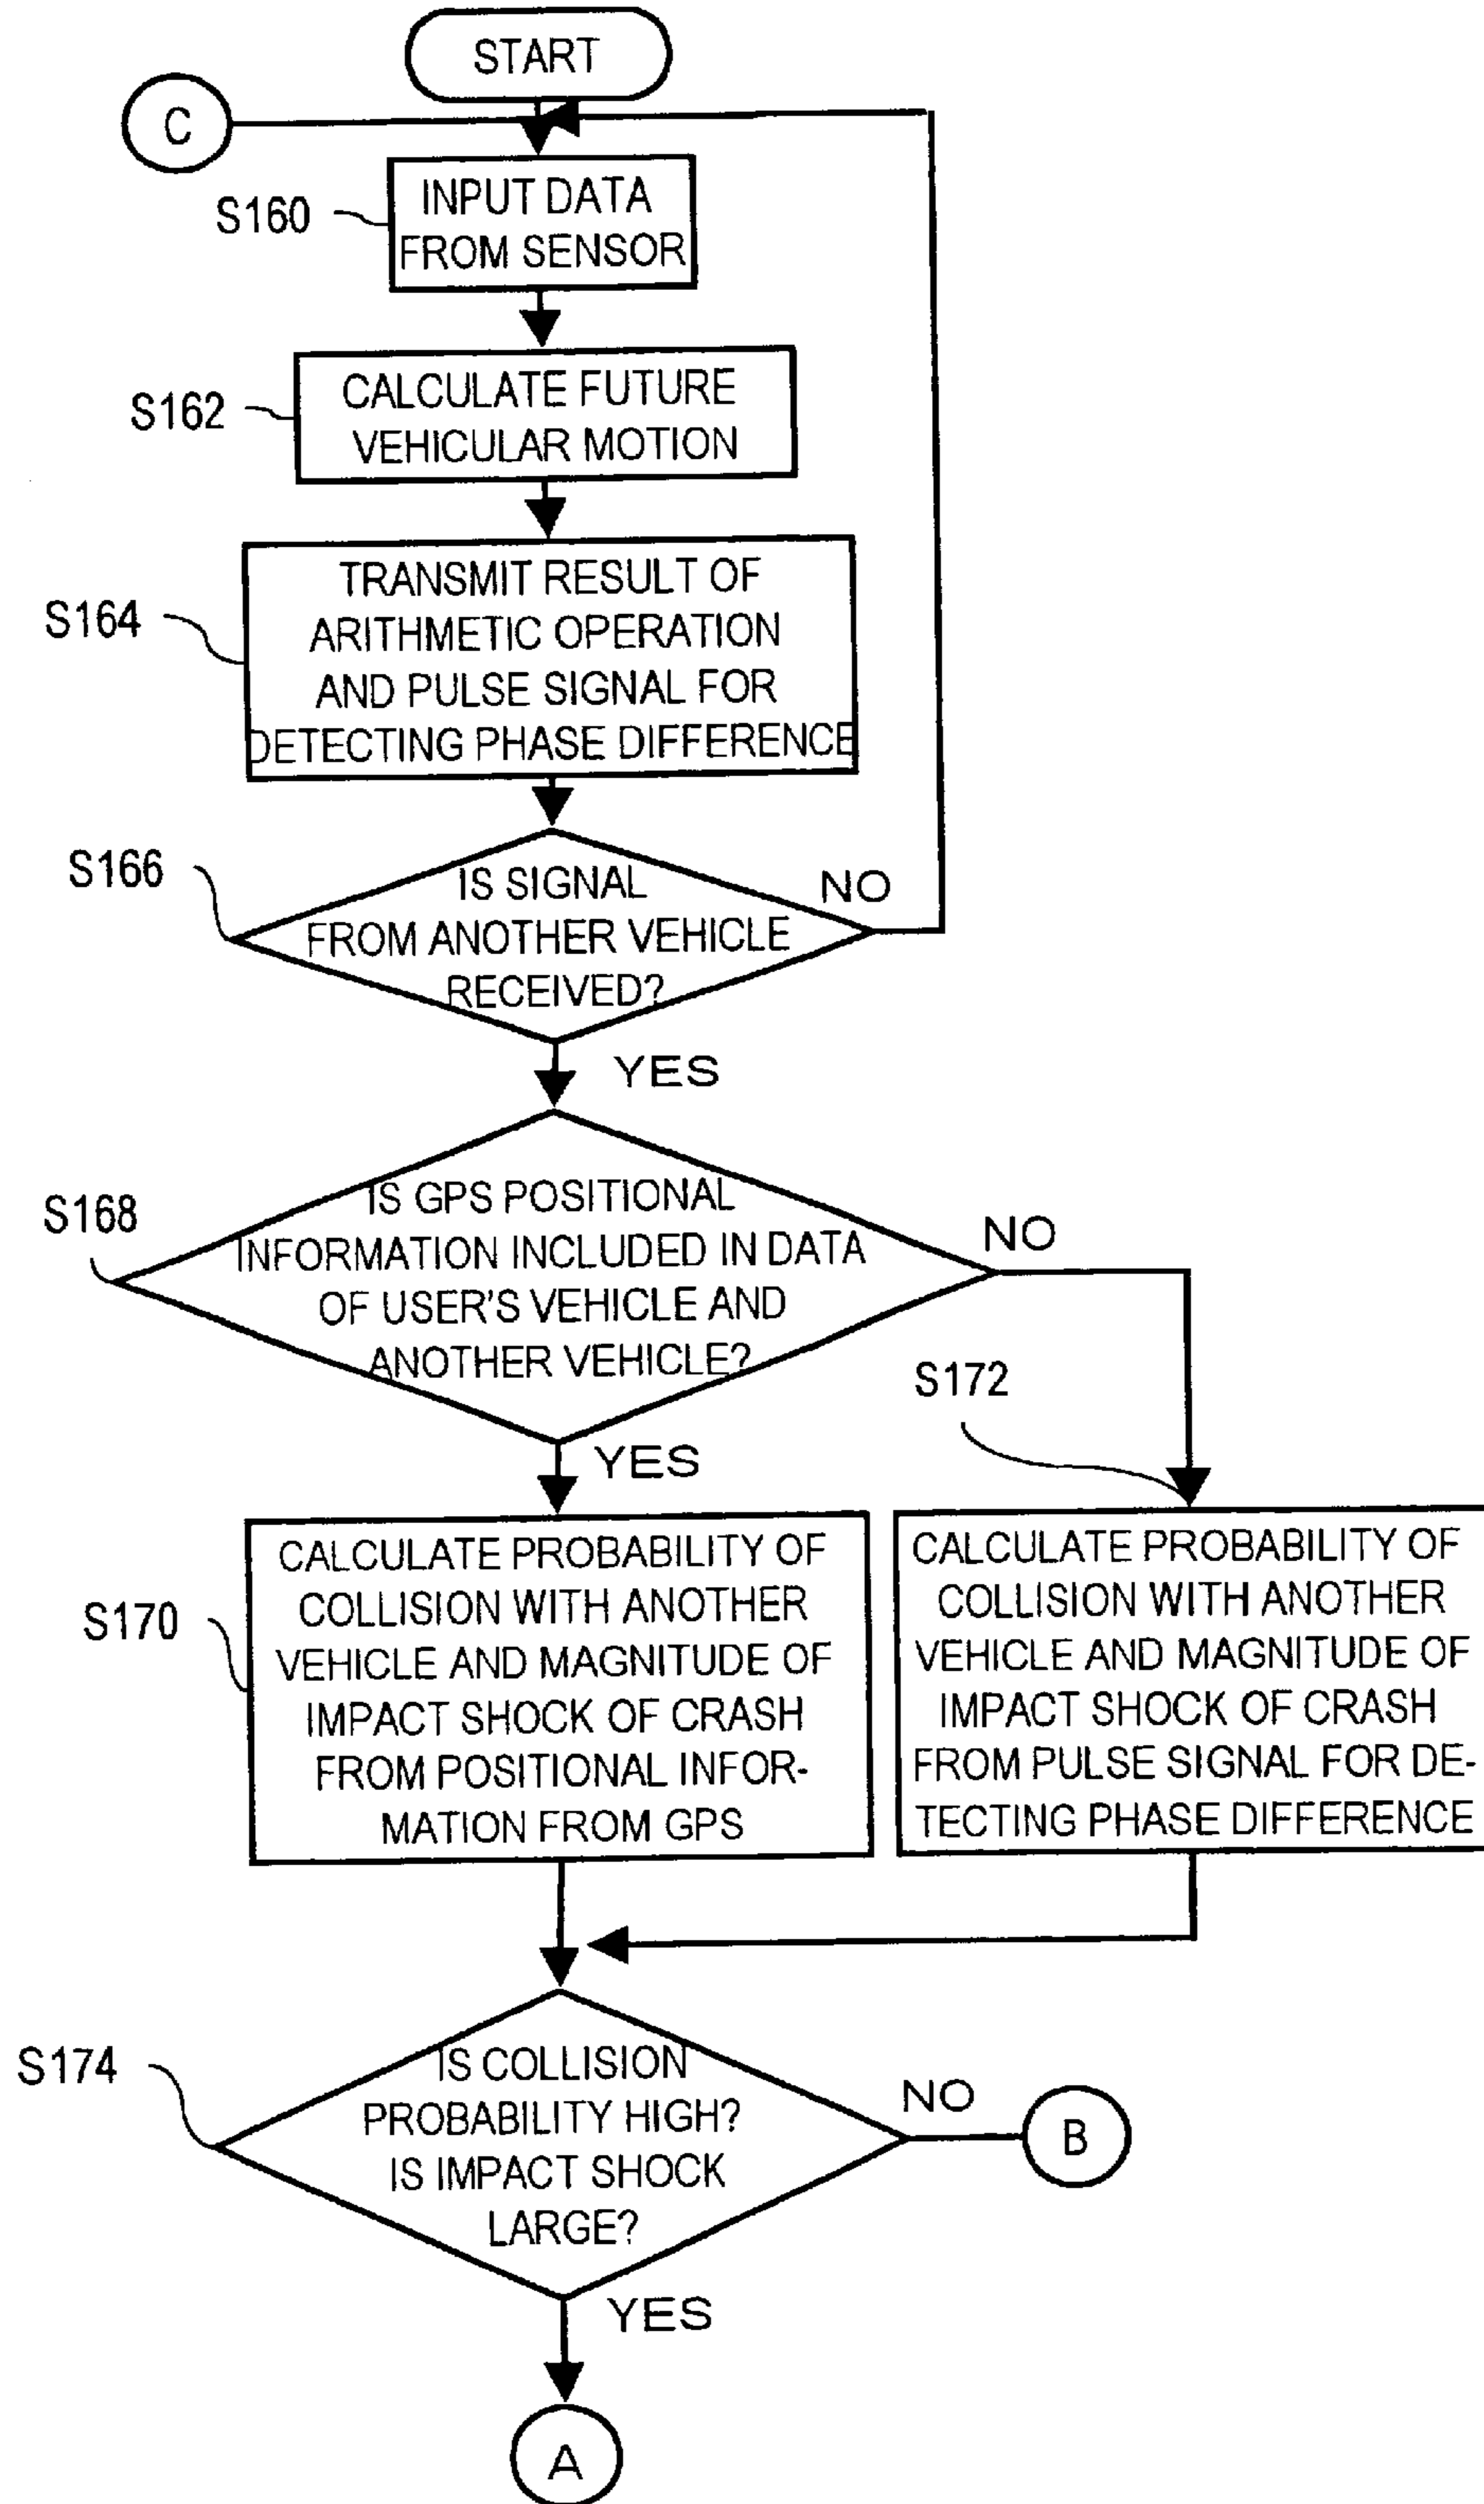 START
C
S160
INPUT DATA
FROM SENSOR
S162
CALCULATE FUTURE
VEHICULAR MOTION
S164
TRANSMIT RESULT OF
ARITHMETIC OPERATION
AND PULSE SIGNAL FOR
DETECTING PHASE DIFFERENCE
S166
IS SIGNAL
FROM ANOTHER VEHICLE
RECEIVED?
NO
YES
S168
IS GPS POSITIONAL
INFORMATION INCLUDED IN DATA
OF USER'S VEHICLE AND
ANOTHER VEHICLE?
NO
YES
S170
CALCULATE PROBABILITY OF
COLLISION WITH ANOTHER
VEHICLE AND MAGNITUDE OF
IMPACT SHOCK OF CRASH
FROM POSITIONAL INFOR-
MATION FROM GPS
S172
CALCULATE PROBABILITY OF
COLLISION WITH ANOTHER
VEHICLE AND MAGNITUDE OF
IMPACT SHOCK OF CRASH
FROM PULSE SIGNAL FOR DE-
TECTING PHASE DIFFERENCE
S174
IS COLLISION
PROBABILITY HIGH?
IS IMPACT SHOCK
LARGE?
NO
B
YES
A